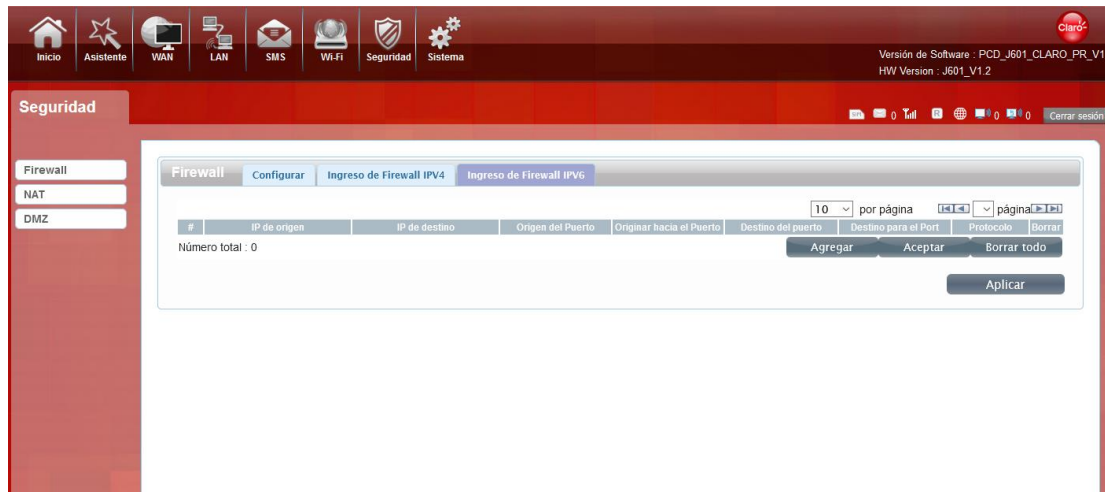 Inicio Asistente WAN LAN SMS Wi-Fi Seguridad Sistema
Claro
Versión de Software : PCD_J601_CLARO_PR_V1
HW Version : J601_V1.2
Seguridad
0 R 0 0 Cerrar sesión
Firewall
NAT
DMZ
Firewall Configurar Ingreso de Firewall IPV4 Ingreso de Firewall IPV6
10 por página página
# IP de origen IP de destino Origen del Puerto Originar hacia el Puerto Destino del puerto Destino para el Port Protocolo Borrar
Número total : 0 Agregar Aceptar Borrar todo
Aplicar